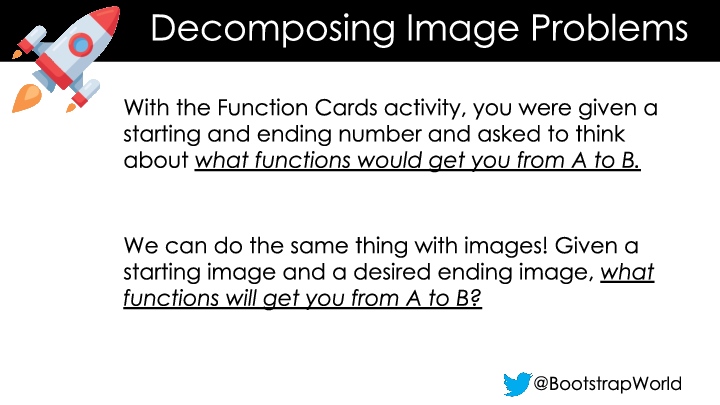 Decomposing Image Problems
With the Function Cards activity, you were given a
starting and ending number and asked to think
about what functions would get you from A to B.
We can do the same thing with images! Given a
starting image and a desired ending image, what
functions will get you from A to B?
@BootstrapWorld